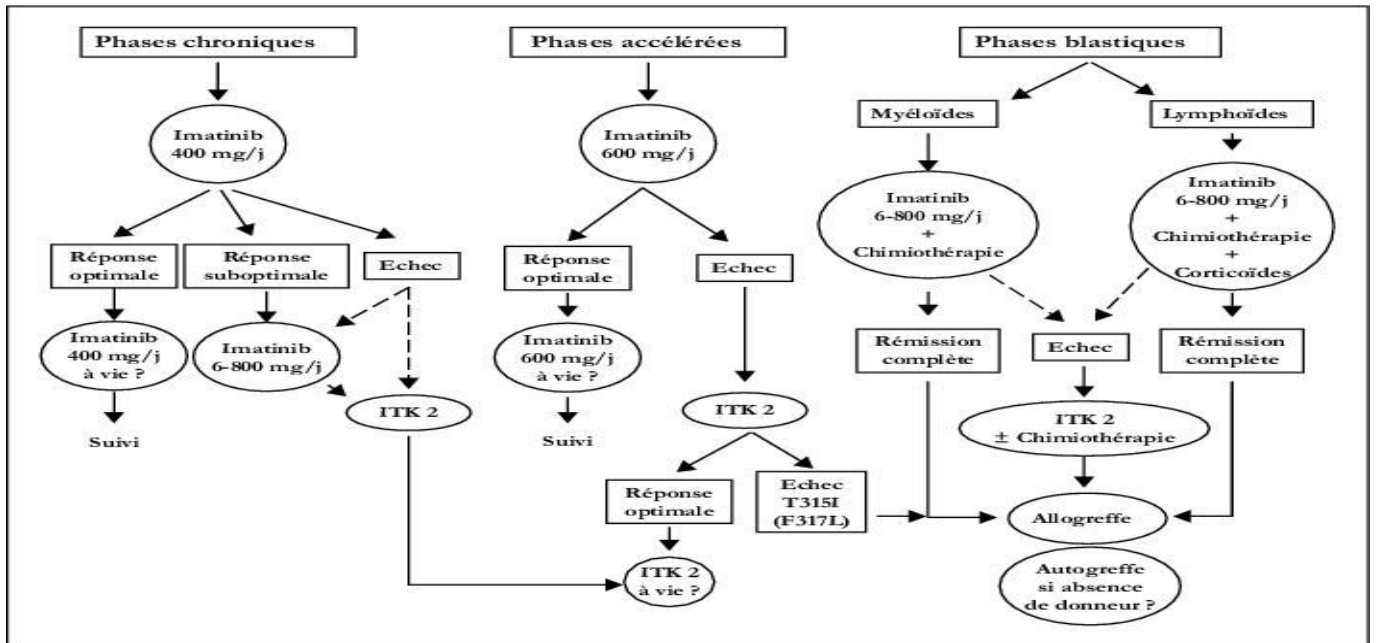 Phases chroniques
Imatinib
400 mg/j
Réponse
optimale
Réponse
suboptimale
Echec
Imatinib
400 mg/j
à vie ?
Imatinib
6-800 mg/j
Suivi
ITK 2
Phases accélérées
Imatinib
600 mg/j
Réponse
optimale
Echec
Imatinib
600 mg/j
à vie ?
Suivi
ITK 2
Réponse
optimale
Echec
T315I
(F317L)
ITK 2
à vie ?
Phases blastiques
Myéloïdes
Lymphoïdes
Imatinib
6-800 mg/j
+
Chimiothérapie
Imatinib
6-800 mg/j
+
Chimiothérapie
+
Corticoïdes
Rémission
complète
Echec
Rémission
complète
ITK 2
± Chimiothérapie
Allogreffe
Autogreffe
si absence
de donneur ?